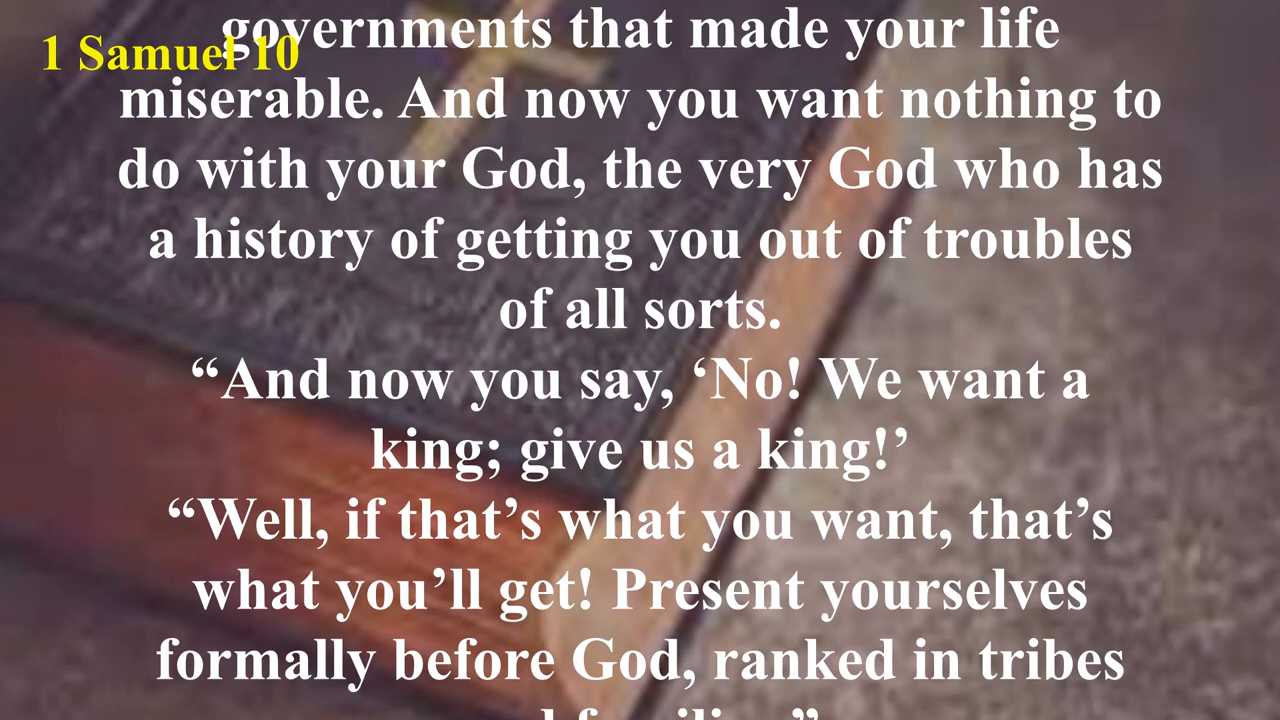 governments that made your life
1 Samuel 10
miserable. And now you want nothing to
do with your God, the very God who has
a history of getting you out of troubles
of all sorts.
“And now you say, ‘No! We want a
king; give us a king!’
“Well, if that’s what you want, that’s
what you’ll get! Present yourselves
formally before God, ranked in tribes